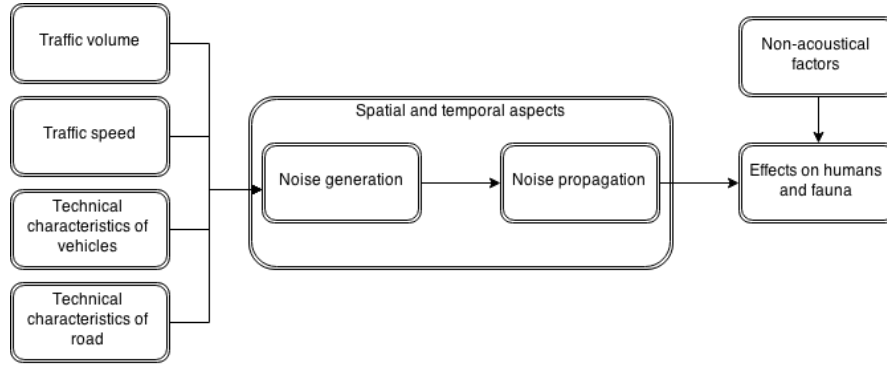 Traffic volume
Traffic speed
Technical
characteristics of
vehicles
Technical
characteristics of
road
Spatial and temporal aspects
Noise generation
Noise propagation
Non-acoustical
factors
Effects on humans
and fauna